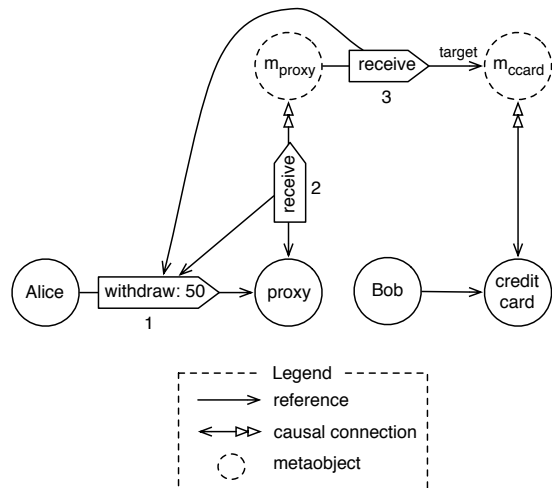 m_proxy
receive
target
m_ccard
3
receive
2
Alice
withdraw: 50
proxy
Bob
credit
card
1
Legend
reference
causal connection
metaobject